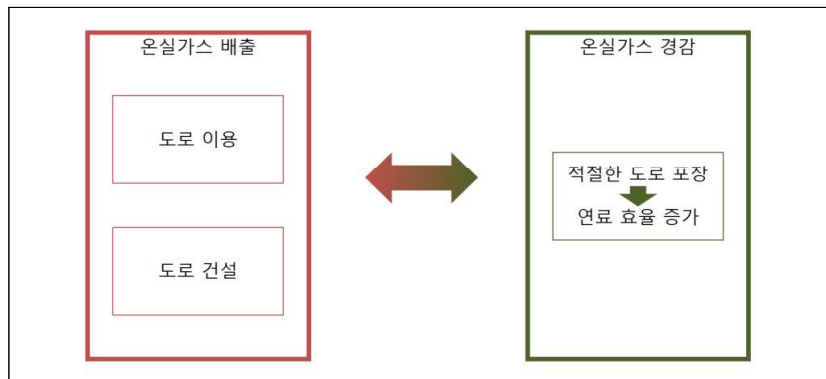 온실가스 배출
도로 이용
도로 건설
온실가스 경감
적절한 도로 포장
연료 효율 증가